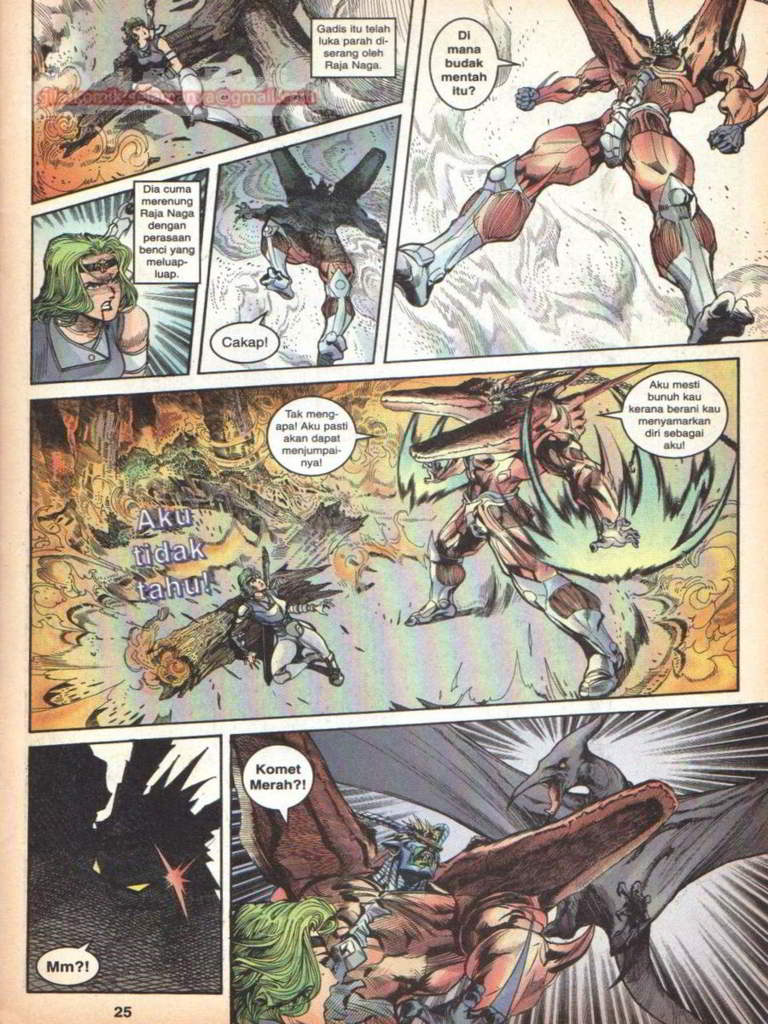 Gadis itu telah
luka parah di-
serang oleh
Raja Naga.
Di
mana
budak
mentah
itu?
Dia cuma
merenung
Raja Naga
dengan
perasaan
benci yang
meluap-
luap.
Cakap!
Tak meng-
apa! Aku pasti
akan dapat
menjumpai-
nya!
Aku mesti
bunuh kau
kerana berani kau
menyamarkan
diri sebagai
aku!
Aku
tidak
tahu!
Mm?!
Komet
Merah?!
25